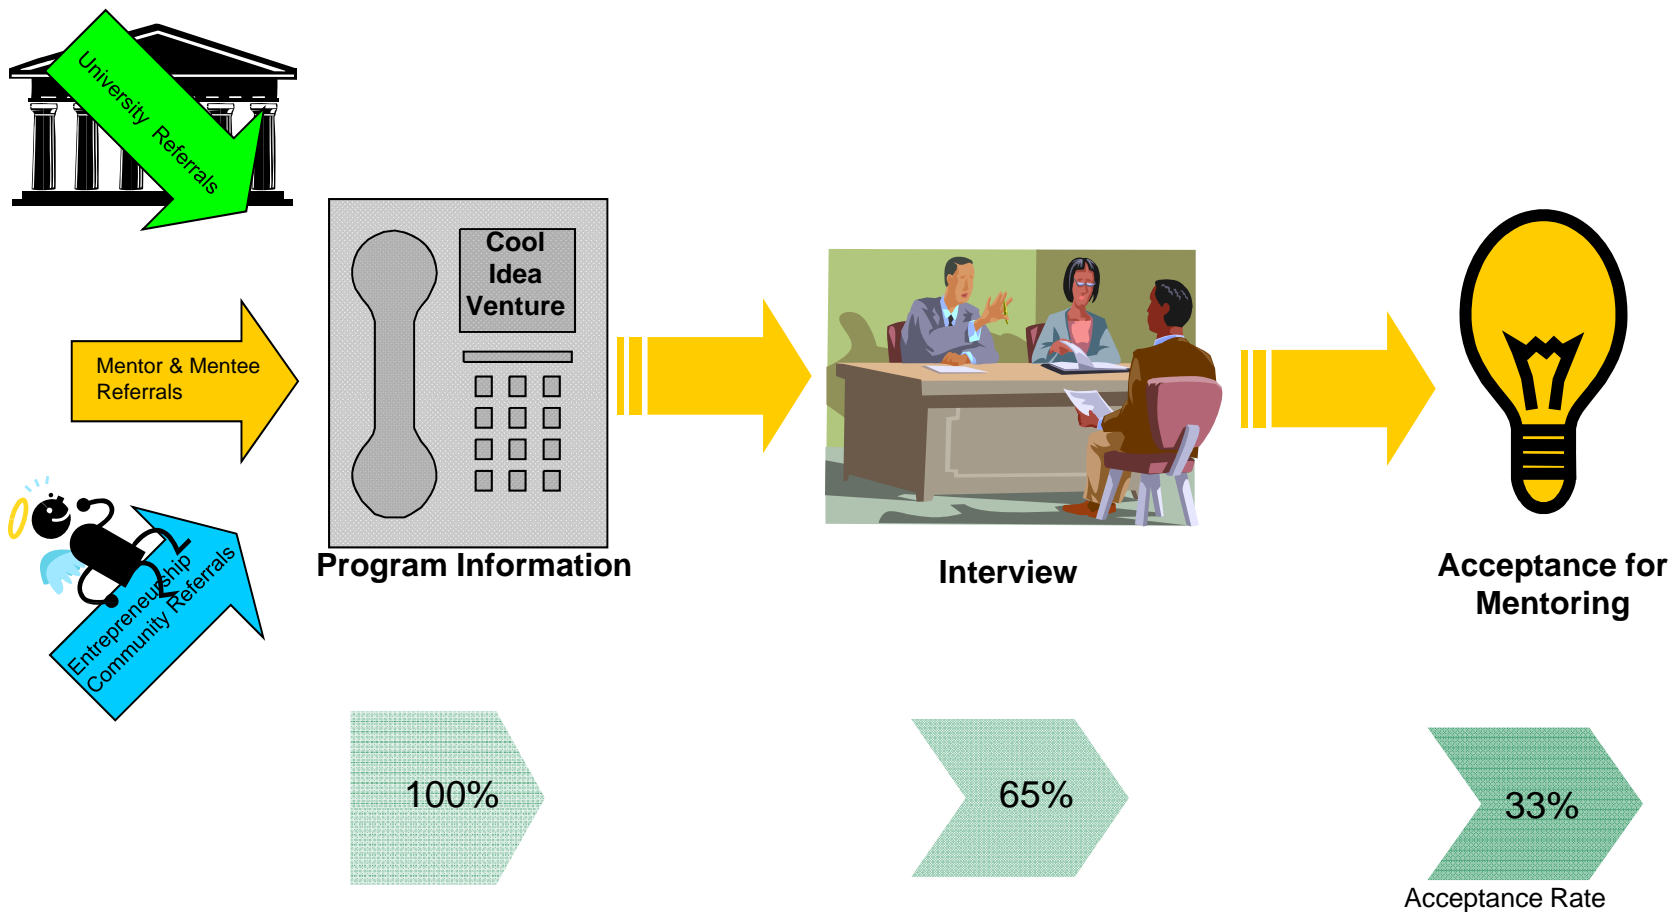 University Referrals
Cool
Idea
Venture
Mentor & Mentee
Referrals
Entrepreneurship
Community Referrals
Program Information
Interview
Acceptance for
Mentoring
100%
65%
33%
Acceptance Rate